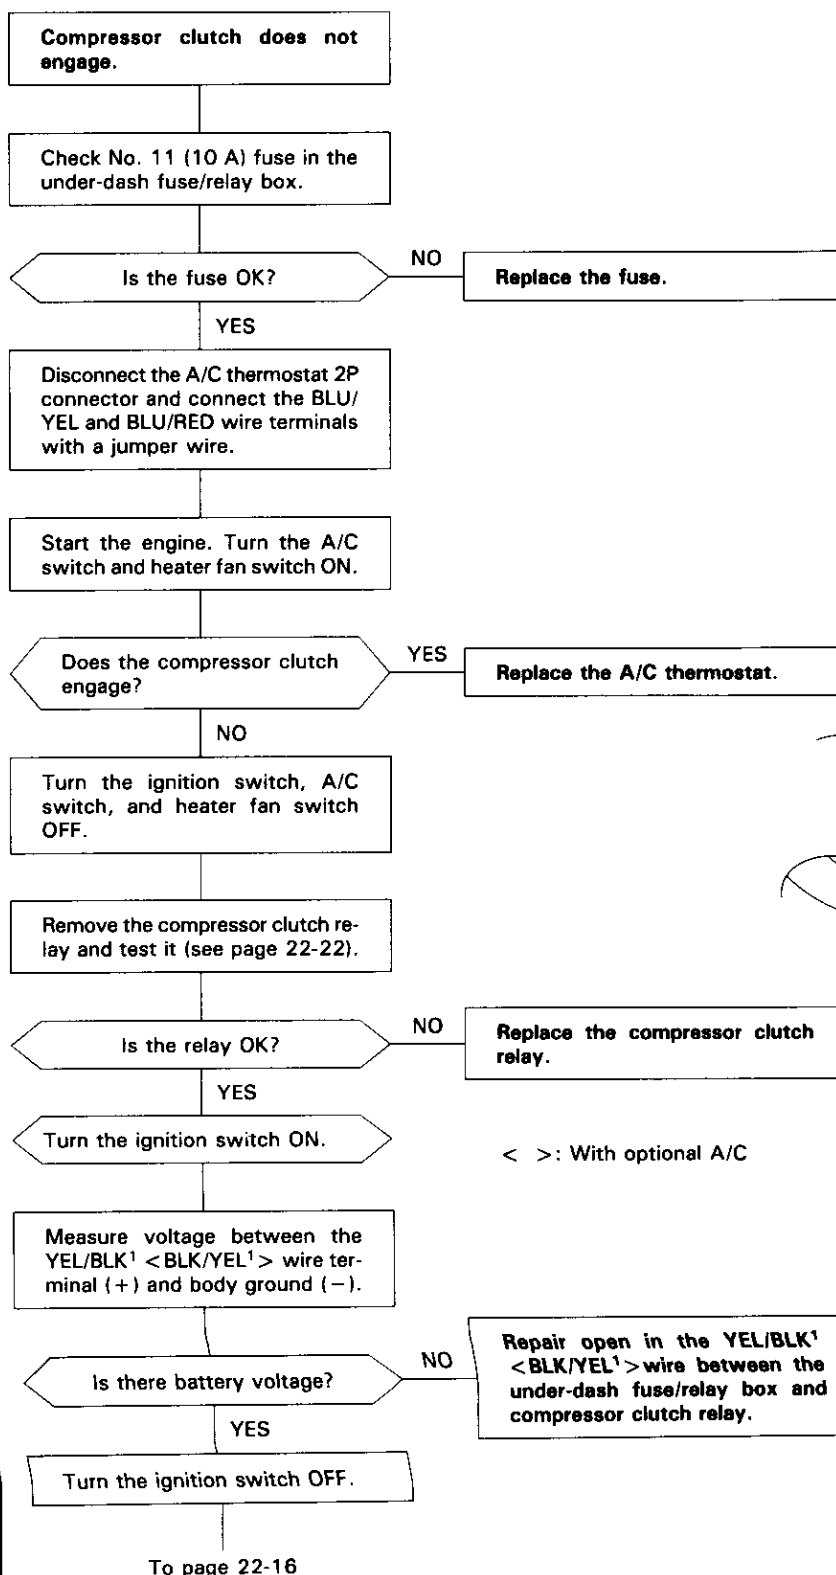 Compressor clutch does not
engage.
Check No. 11 (10 A) fuse in the
under-dash fuse/relay box.
Is the fuse OK?
NO
Replace the fuse.
YES
Disconnect the A/C thermostat 2P
connector and connect the BLU/
YEL and BLU/RED wire terminals
with a jumper wire.
Start the engine. Turn the A/C
switch and heater fan switch ON.
Does the compressor clutch
engage?
YES
Replace the A/C thermostat.
NO
Turn the ignition switch, A/C
switch, and heater fan switch
OFF.
Remove the compressor clutch re-
lay and test it (see page 22-22).
Is the relay OK?
NO
Replace the compressor clutch
relay.
YES
Turn the ignition switch ON.
< >: With optional A/C
Measure voltage between the
YEL/BLK¹ <BLK/YEL¹> wire ter-
minal (+) and body ground (−).
Is there battery voltage?
NO
Repair open in the YEL/BLK¹
<BLK/YEL¹> wire between the
under-dash fuse/relay box and
compressor clutch relay.
YES
Turn the ignition switch OFF.
To page 22-16